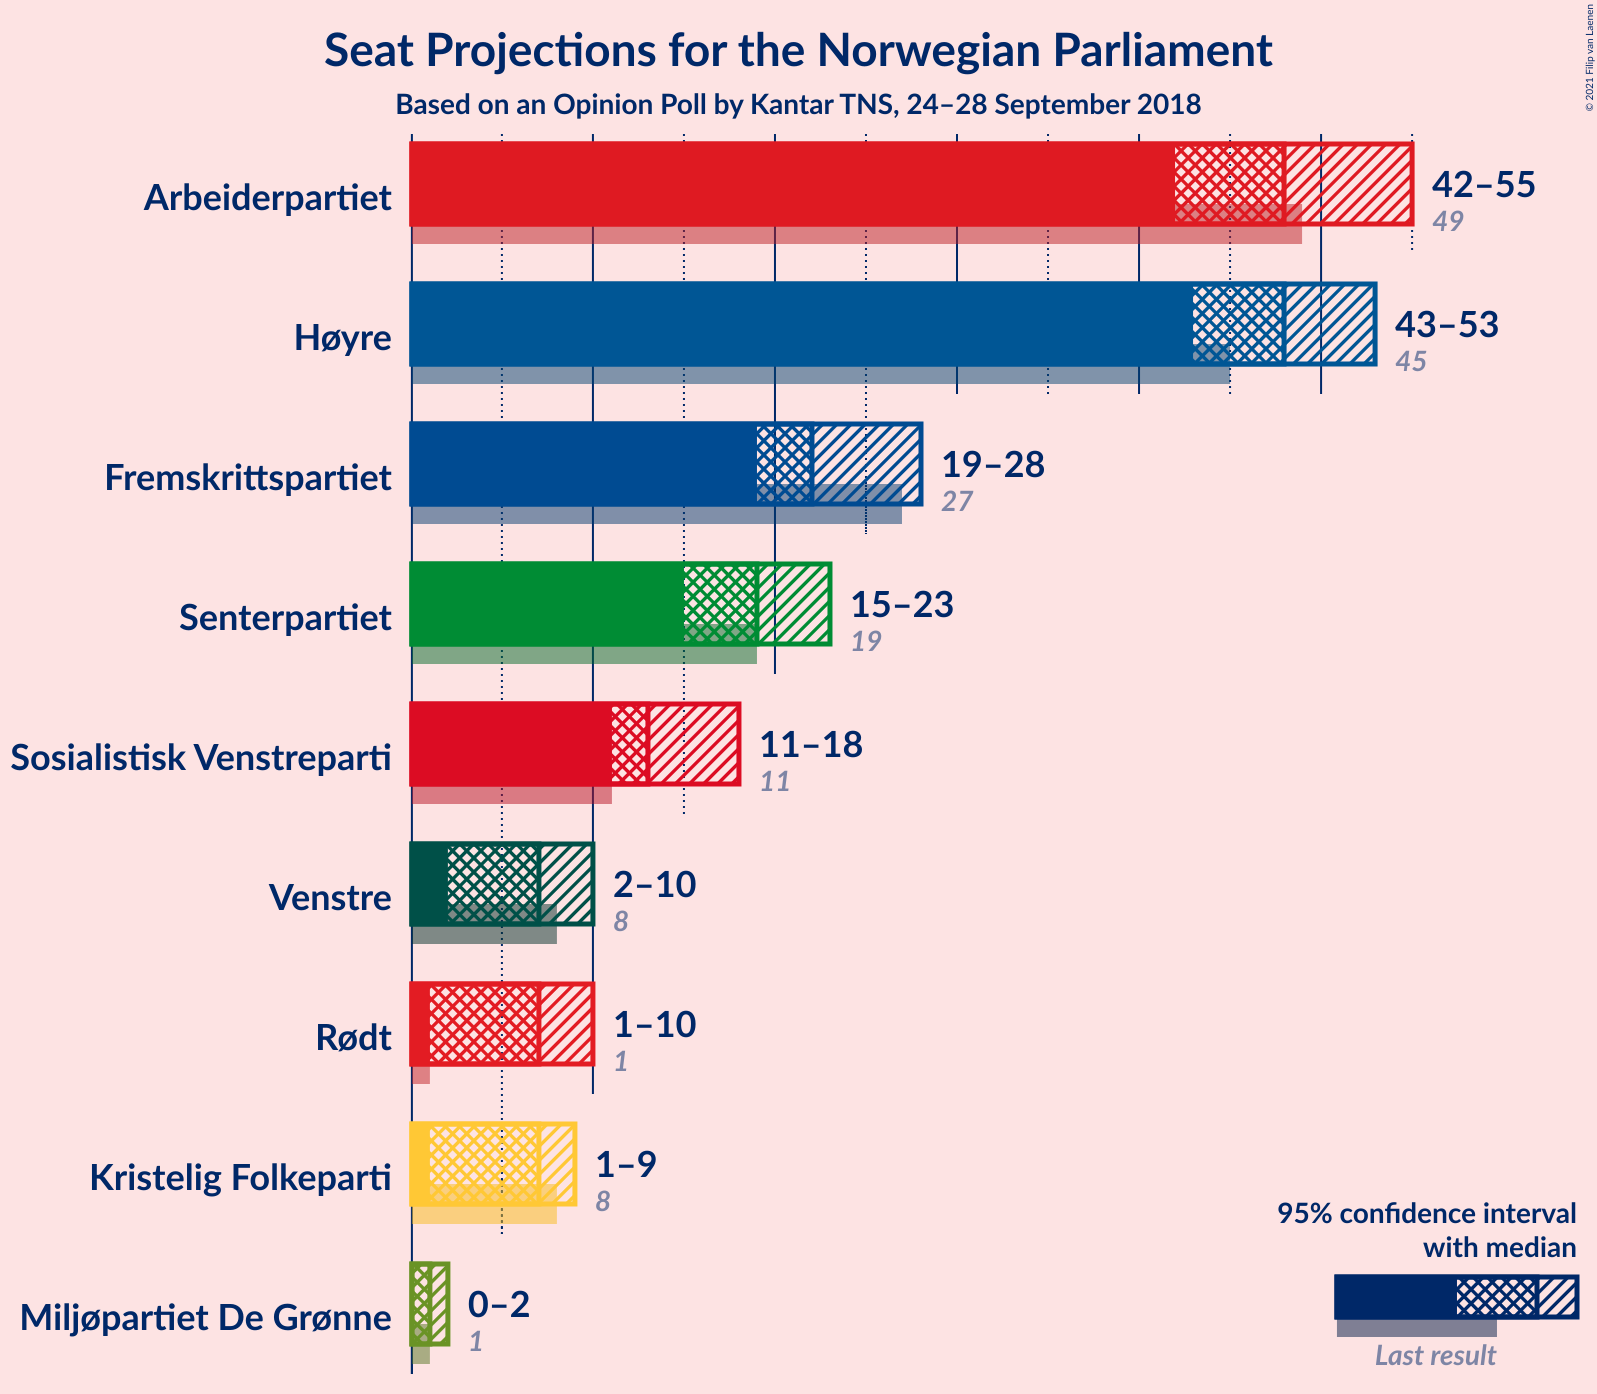 Seat Projections for the Norwegian Parliament
Based on an Opinion Poll by Kantar TNS, 24–28 September 2018
© 2021 Filip van Laenen
Arbeiderpartiet
42–55
49
Høyre
43–53
45
Fremskrittspartiet
19–28
27
Senterpartiet
15–23
19
Sosialistisk Venstreparti
11–18
11
Venstre
2–10
8
Rødt
1–10
1
Kristelig Folkeparti
1–9
8
Miljøpartiet De Grønne
0–2
1
95% confidence interval
with median
Last result